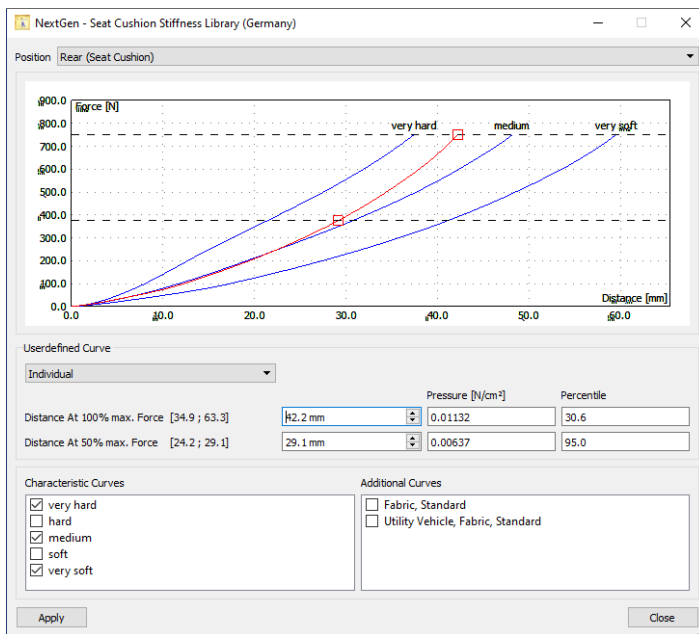 NextGen - Seat Cushion Stiffness Library (Germany)
Position Rear (Seat Cushion)
Force [N]
900.0
800.0
700.0
600.0
500.0
400.0
300.0
200.0
100.0
0.0
very hard medium very soft
Distance [mm]
0.0 10.0 20.0 30.0 40.0 50.0 60.0
Userdefined Curve
Individual
Pressure [N/cm²] Percentile
Distance At 100% max. Force [34.9 ; 63.3] 42.2 mm 0.01132 30.6
Distance At 50% max. Force [24.2 ; 29.1] 29.1 mm 0.00637 95.0
Characteristic Curves Additional Curves
very hard Fabric, Standard
hard Utility Vehicle, Fabric, Standard
medium
soft
very soft
Apply Close